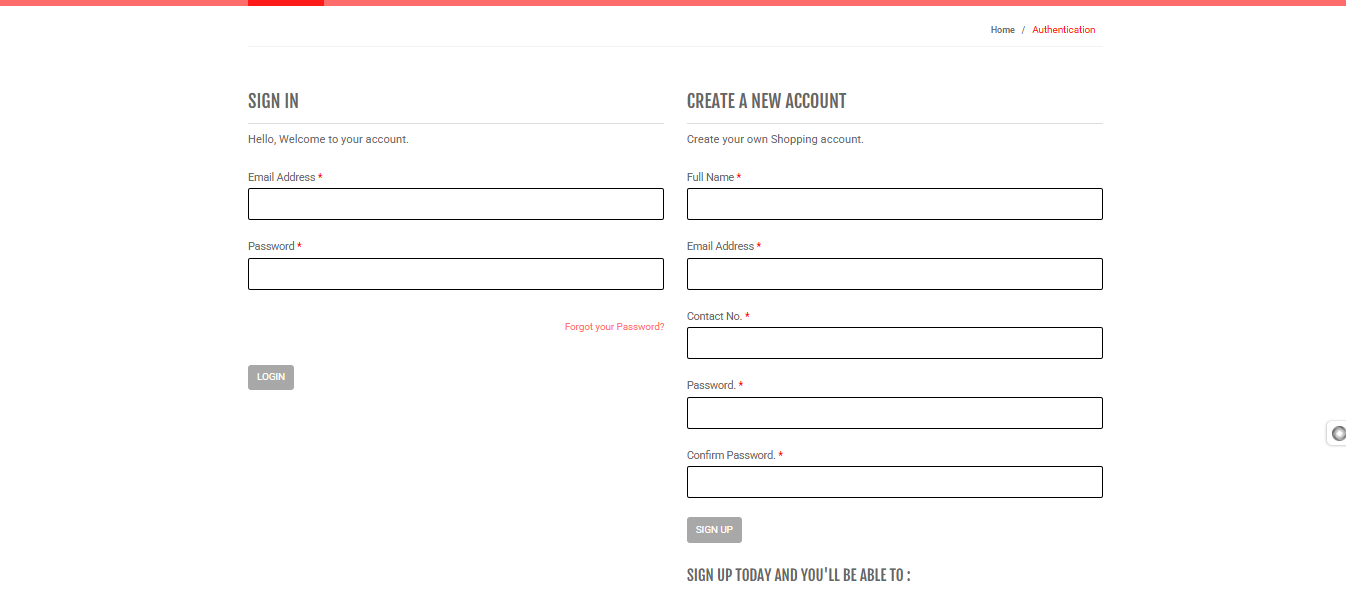 Home / Authentication
SIGN IN
Hello, Welcome to your account.
Email Address *
Password *
Forgot your Password?
LOGIN
CREATE A NEW ACCOUNT
Create your own Shopping account.
Full Name *
Email Address *
Contact No. *
Password. *
Confirm Password. *
SIGN UP
SIGN UP TODAY AND YOU'LL BE ABLE TO :